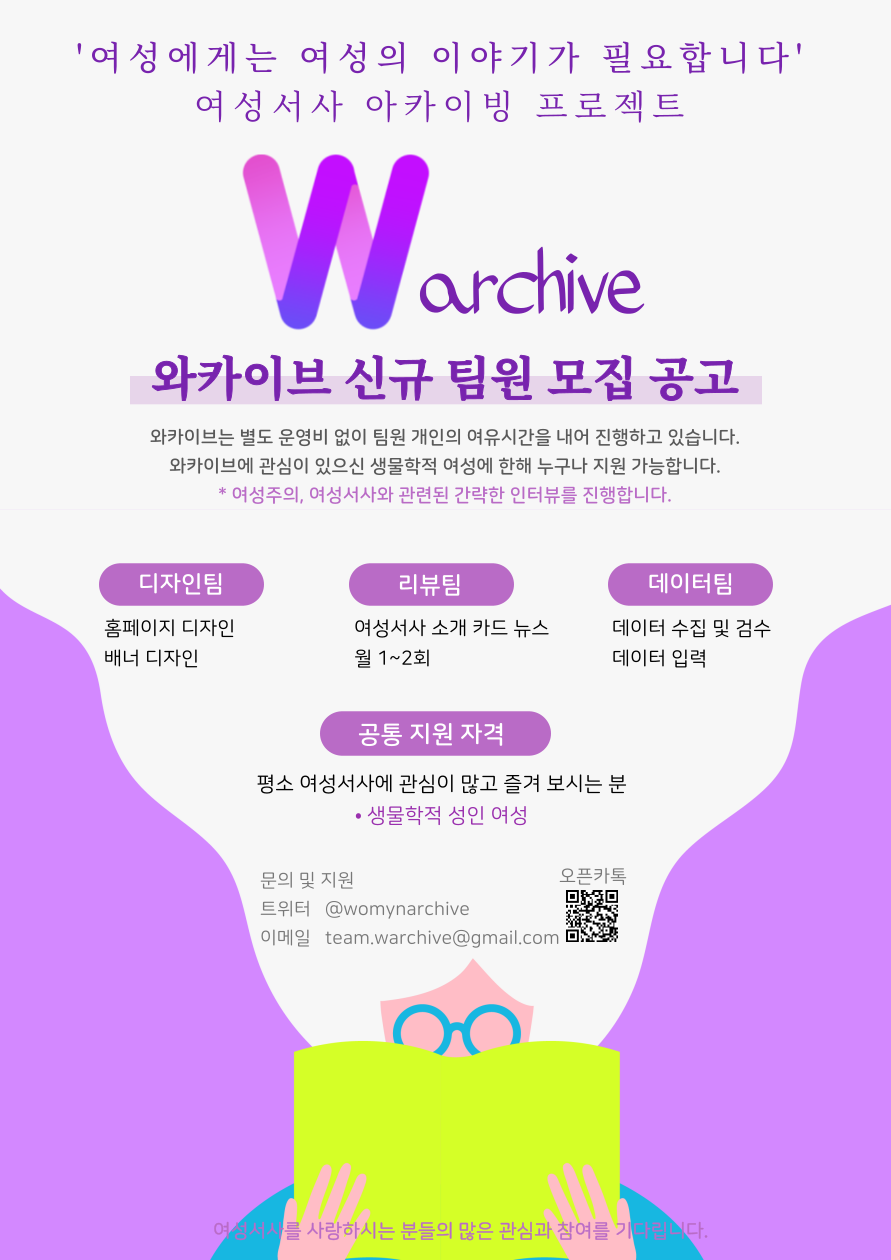 '여성에게는 여성의 이야기가 필요합니다'
여성서사 아카이빙 프로젝트
W archive
와카이브 신규 팀원 모집 공고
와카이브는 별도 운영비 없이 팀원 개인의 여유시간을 내어 진행하고 있습니다.
와카이브에 관심이 있으신 생물학적 여성에 한해 누구나 지원 가능합니다.
* 여성주의, 여성서사와 관련된 간략한 인터뷰를 진행합니다.
디자인팀
홈페이지 디자인
배너 디자인
리뷰팀
여성서사 소개 카드 뉴스
월 1~2회
데이터팀
데이터 수집 및 검수
데이터 입력
공통 지원 자격
평소 여성서사에 관심이 많고 즐겨 보시는 분
• 생물학적 성인 여성
문의 및 지원
트위터 @womynarchive
이메일 team.warchive@gmail.com
오픈카톡
여성서사를 사랑하시는 분들의 많은 관심과 참여를 기다립니다.